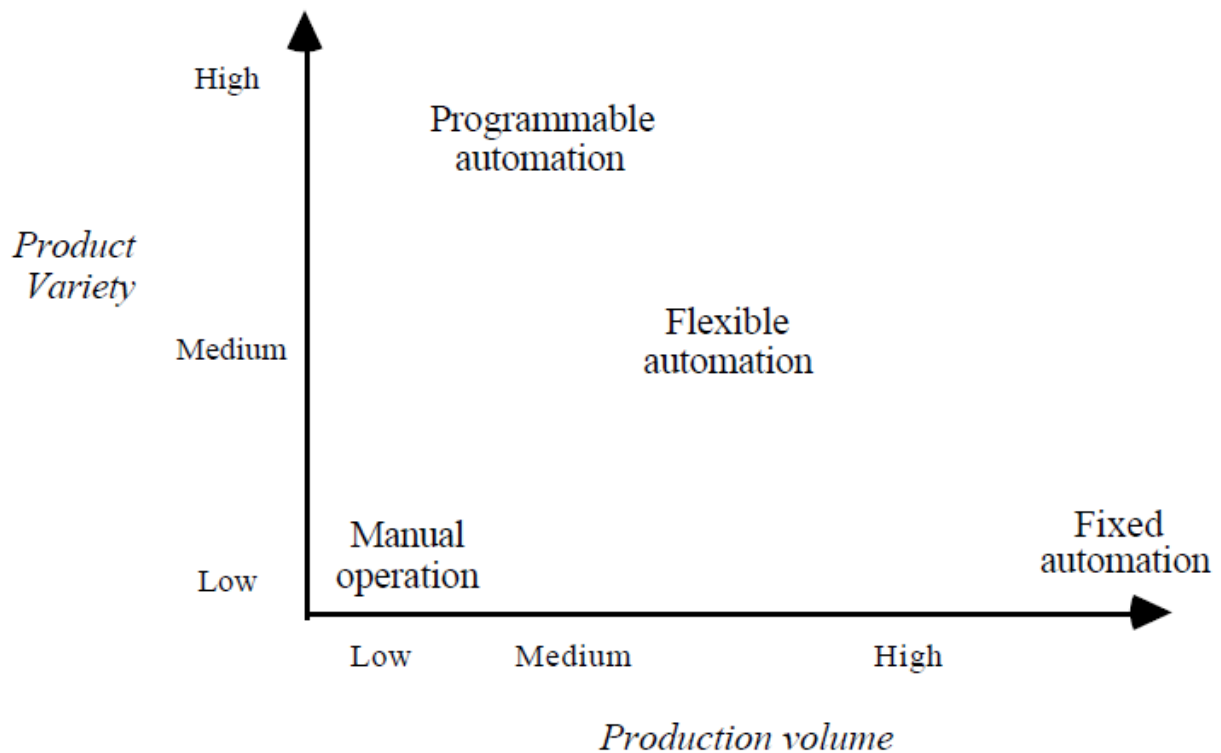 High
Programmable
automation
Product
Variety
Flexible
Medium
automation
Manual
operation
Fixed
automation
Low
Low
Medium
High
Production volume